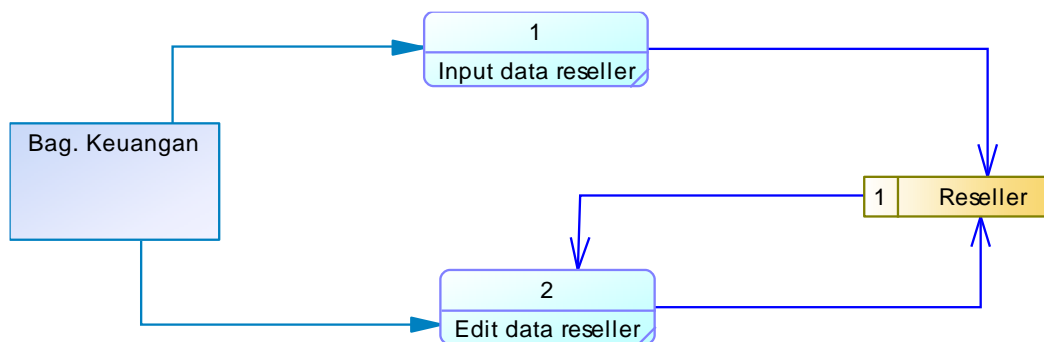 1
Input data reseller
Bag. Keuangan
1
Reseller
2
Edit data reseller